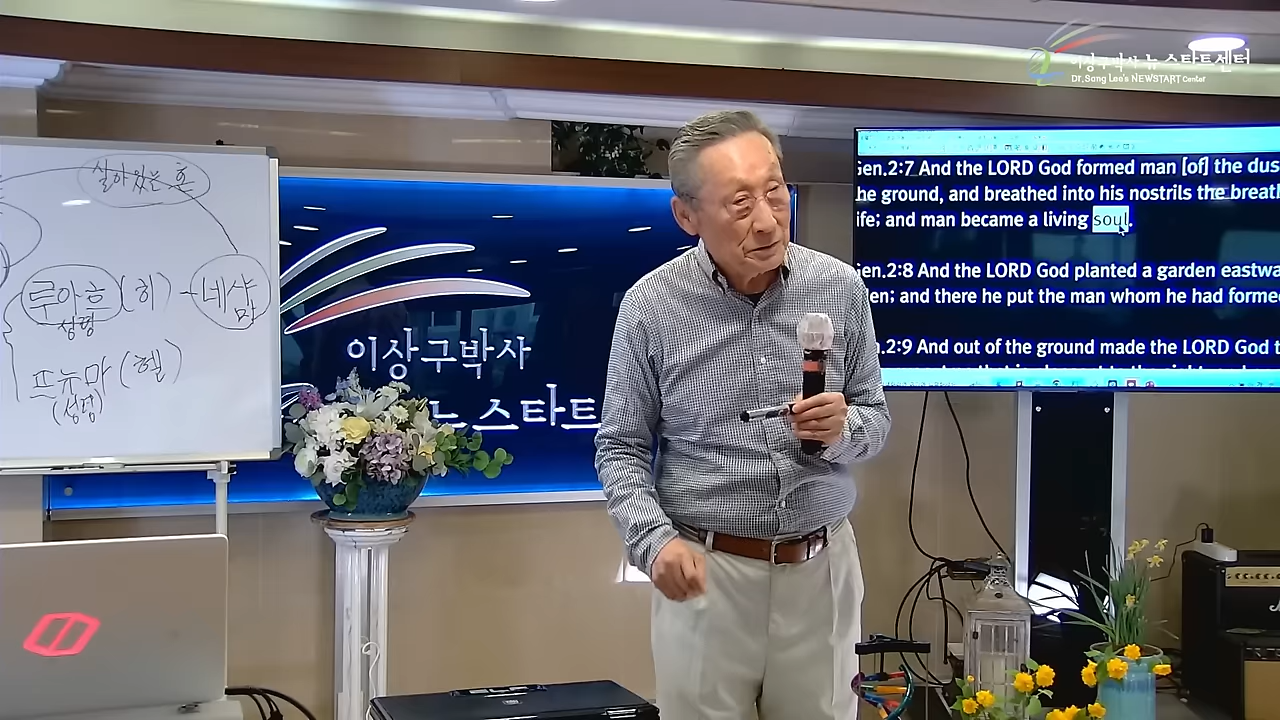 이상구박사 뉴스타트센터
Dr. Sang Lee's NEWSTART Center
살아있는 혼
루아흐(히) - 네샴
성령
프뉴마(헬)
(성령)
이상구박사
뉴스타트
Gen.2:7 And the LORD God formed man [of] the dus
he ground, and breathed into his nostrils the breath
ife; and man became a living soul.
Gen.2:8 And the LORD God planted a garden eastwa
den; and there he put the man whom he had forme
n.2:9 And out of the ground made the LORD God t